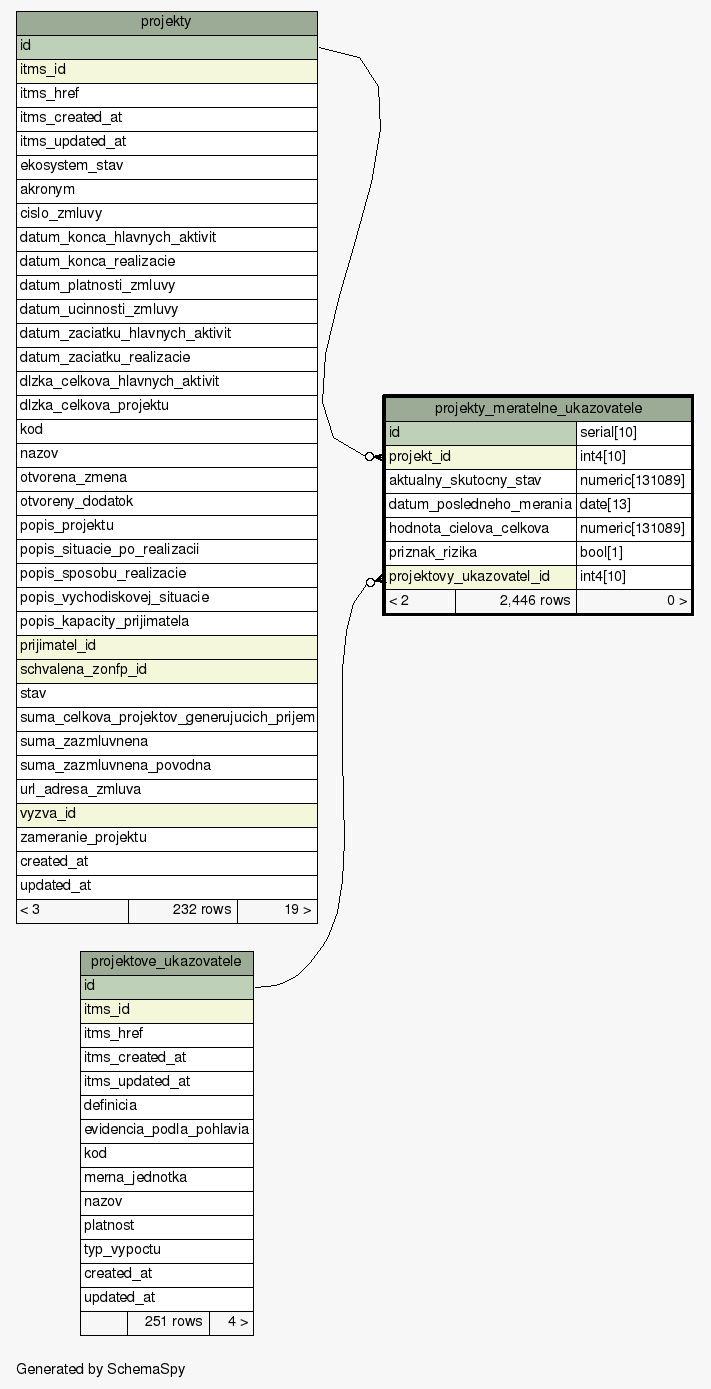 projekty
id
itms_id
itms_href
itms_created_at
itms_updated_at
ekosystem_stav
akronym
cislo_zmluvy
datum_konca_hlavnych_aktivit
datum_konca_realizacie
datum_platnosti_zmluvy
datum_ucinnosti_zmluvy
datum_zaciatku_hlavnych_aktivit
datum_zaciatku_realizacie
dlzka_celkova_hlavnych_aktivit
dlzka_celkova_projektu
kod
nazov
otvorena_zmena
otvoreny_dodatok
popis_projektu
popis_situacie_po_realizacii
popis_sposobu_realizacie
popis_vychodiskovej_situacie
popis_kapacity_prijimatela
prijimatel_id
schvalena_zonfp_id
stav
suma_celkova_projektov_generujucich_prijem
suma_zazmluvnena
suma_zazmluvnena_povodna
url_adresa_zmluva
vyzva_id
zameranie_projektu
created_at
updated_at
< 3 232 rows 19 >
projekty_meratelne_ukazovatele
id serial[10]
projekt_id int4[10]
aktualny_skutocny_stav numeric[131089]
datum_posledneho_merania date[13]
hodnota_cielova_celkova numeric[131089]
priznak_rizika bool[1]
projektovy_ukazovatel_id int4[10]
< 2 2,446 rows 0 >
projektove_ukazovatele
id
itms_id
itms_href
itms_created_at
itms_updated_at
definicia
evidencia_podla_pohlavia
kod
merna_jednotka
nazov
platnost
typ_vypoctu
created_at
updated_at
251 rows 4 >
Generated by SchemaSpy